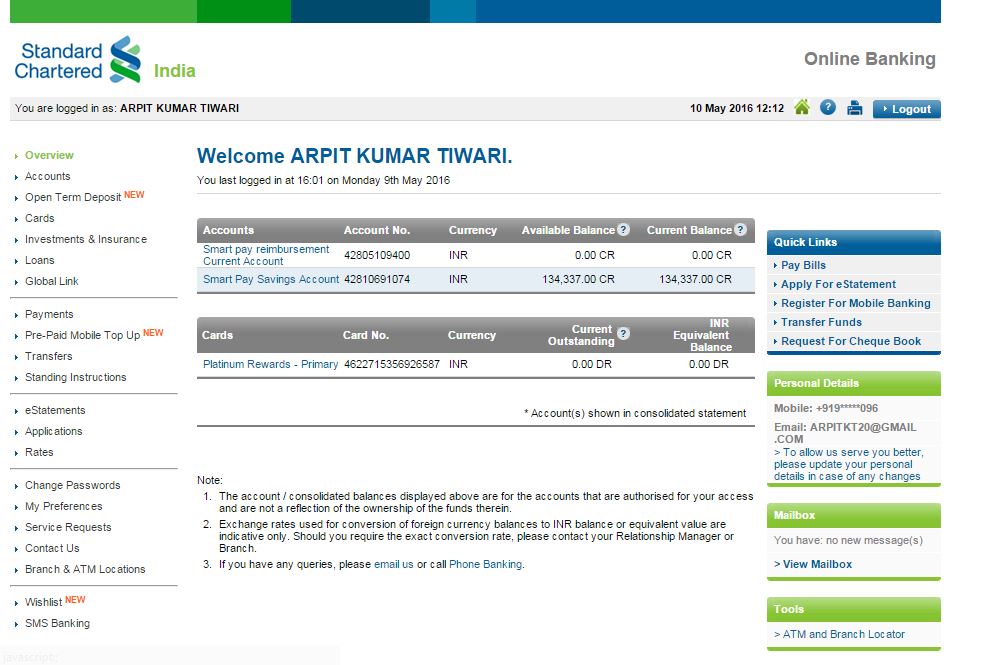 Standard
Chartered
India
Online Banking
You are logged in as: ARPIT KUMAR TIWARI
10 May 2016 12:12
?
Logout
Overview
Accounts
Open Term Deposit NEW
Cards
Investments & Insurance
Loans
Global Link
Payments
Pre-Paid Mobile Top Up NEW
Transfers
Standing Instructions
eStatements
Applications
Rates
Change Passwords
My Preferences
Service Requests
Contact Us
Branch & ATM Locations
Wishlist NEW
SMS Banking
Welcome ARPIT KUMAR TIWARI.
You last logged in at 16:01 on Monday 9th May 2016
Accounts Account No. Currency Available Balance ? Current Balance ?
Smart pay reimbursement
Current Account 42805109400 INR 0.00 CR 0.00 CR
Smart Pay Savings Account 42810691074 INR 134,337.00 CR 134,337.00 CR
Cards Card No. Currency Current
Outstanding ? INR
Equivalent
Balance
Platinum Rewards - Primary 4622715356926587 INR 0.00 DR 0.00 DR
* Account(s) shown in consolidated statement
Note:
1. The account / consolidated balances displayed above are for the accounts that are authorised for your access
and are not a reflection of the ownership of the funds therein.
2. Exchange rates used for conversion of foreign currency balances to INR balance or equivalent value are
indicative only. Should you require the exact conversion rate, please contact your Relationship Manager or
Branch.
3. If you have any queries, please email us or call Phone Banking.
Quick Links
Pay Bills
Apply For eStatement
Register For Mobile Banking
Transfer Funds
Request For Cheque Book
Personal Details
Mobile: +919*****096
Email: ARPITKT20@GMAIL
.COM
> To allow us serve you better,
please update your personal
details in case of any changes
Mailbox
You have: no new message(s)
> View Mailbox
Tools
> ATM and Branch Locator
javascript:;